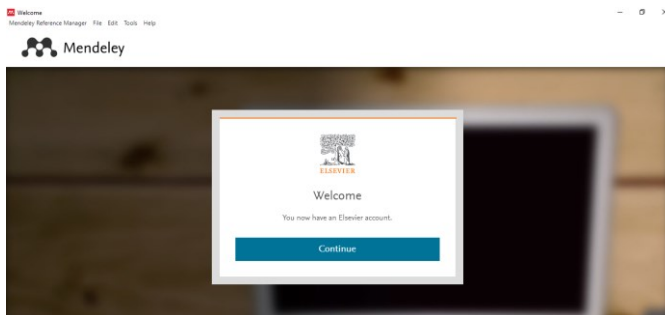 Welcome
Mendeley Reference Manager File Edit Tools Help
Mendeley
ELSEVIER
Welcome
You now have an Elsevier account.
Continue